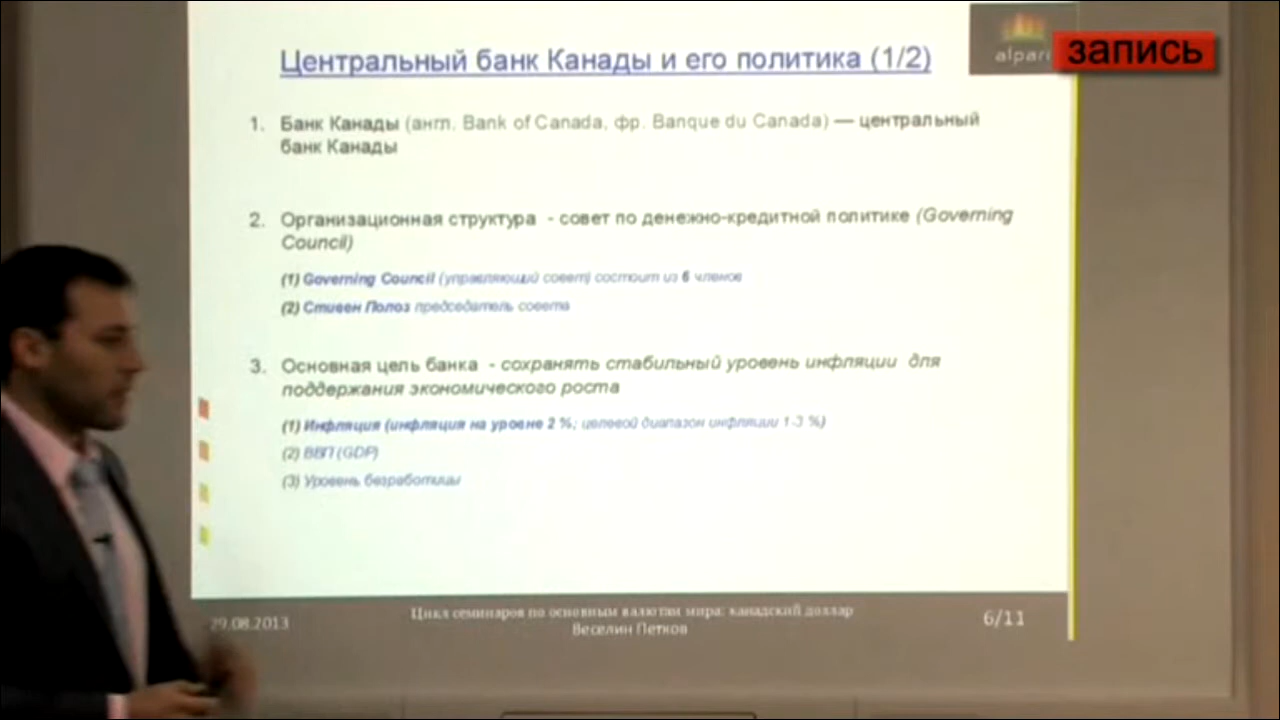 Центральный банк Канады и его политика (1/2)
alpari
запись
1. Банк Канады (англ. Bank of Canada, фр. Banque du Canada) — центральный
банк Канады
2. Организационная структура - совет по денежно-кредитной политике (Governing
Council)
(1) Governing Council (управляющий совет) состоит из 6 членов
(2) Стивен Полоз председатель совета
3. Основная цель банка - сохранять стабильный уровень инфляции для
поддержания экономического роста
(1) Инфляция (инфляция на уровне 2 %; целевой диапазон инфляции 1-3 %)
(2) ВВП (GDP)
(3) Уровень безработицы
29.08.2013
Цикл семинаров по основным валютам мира: канадский доллар
Веселин Петков
6/11